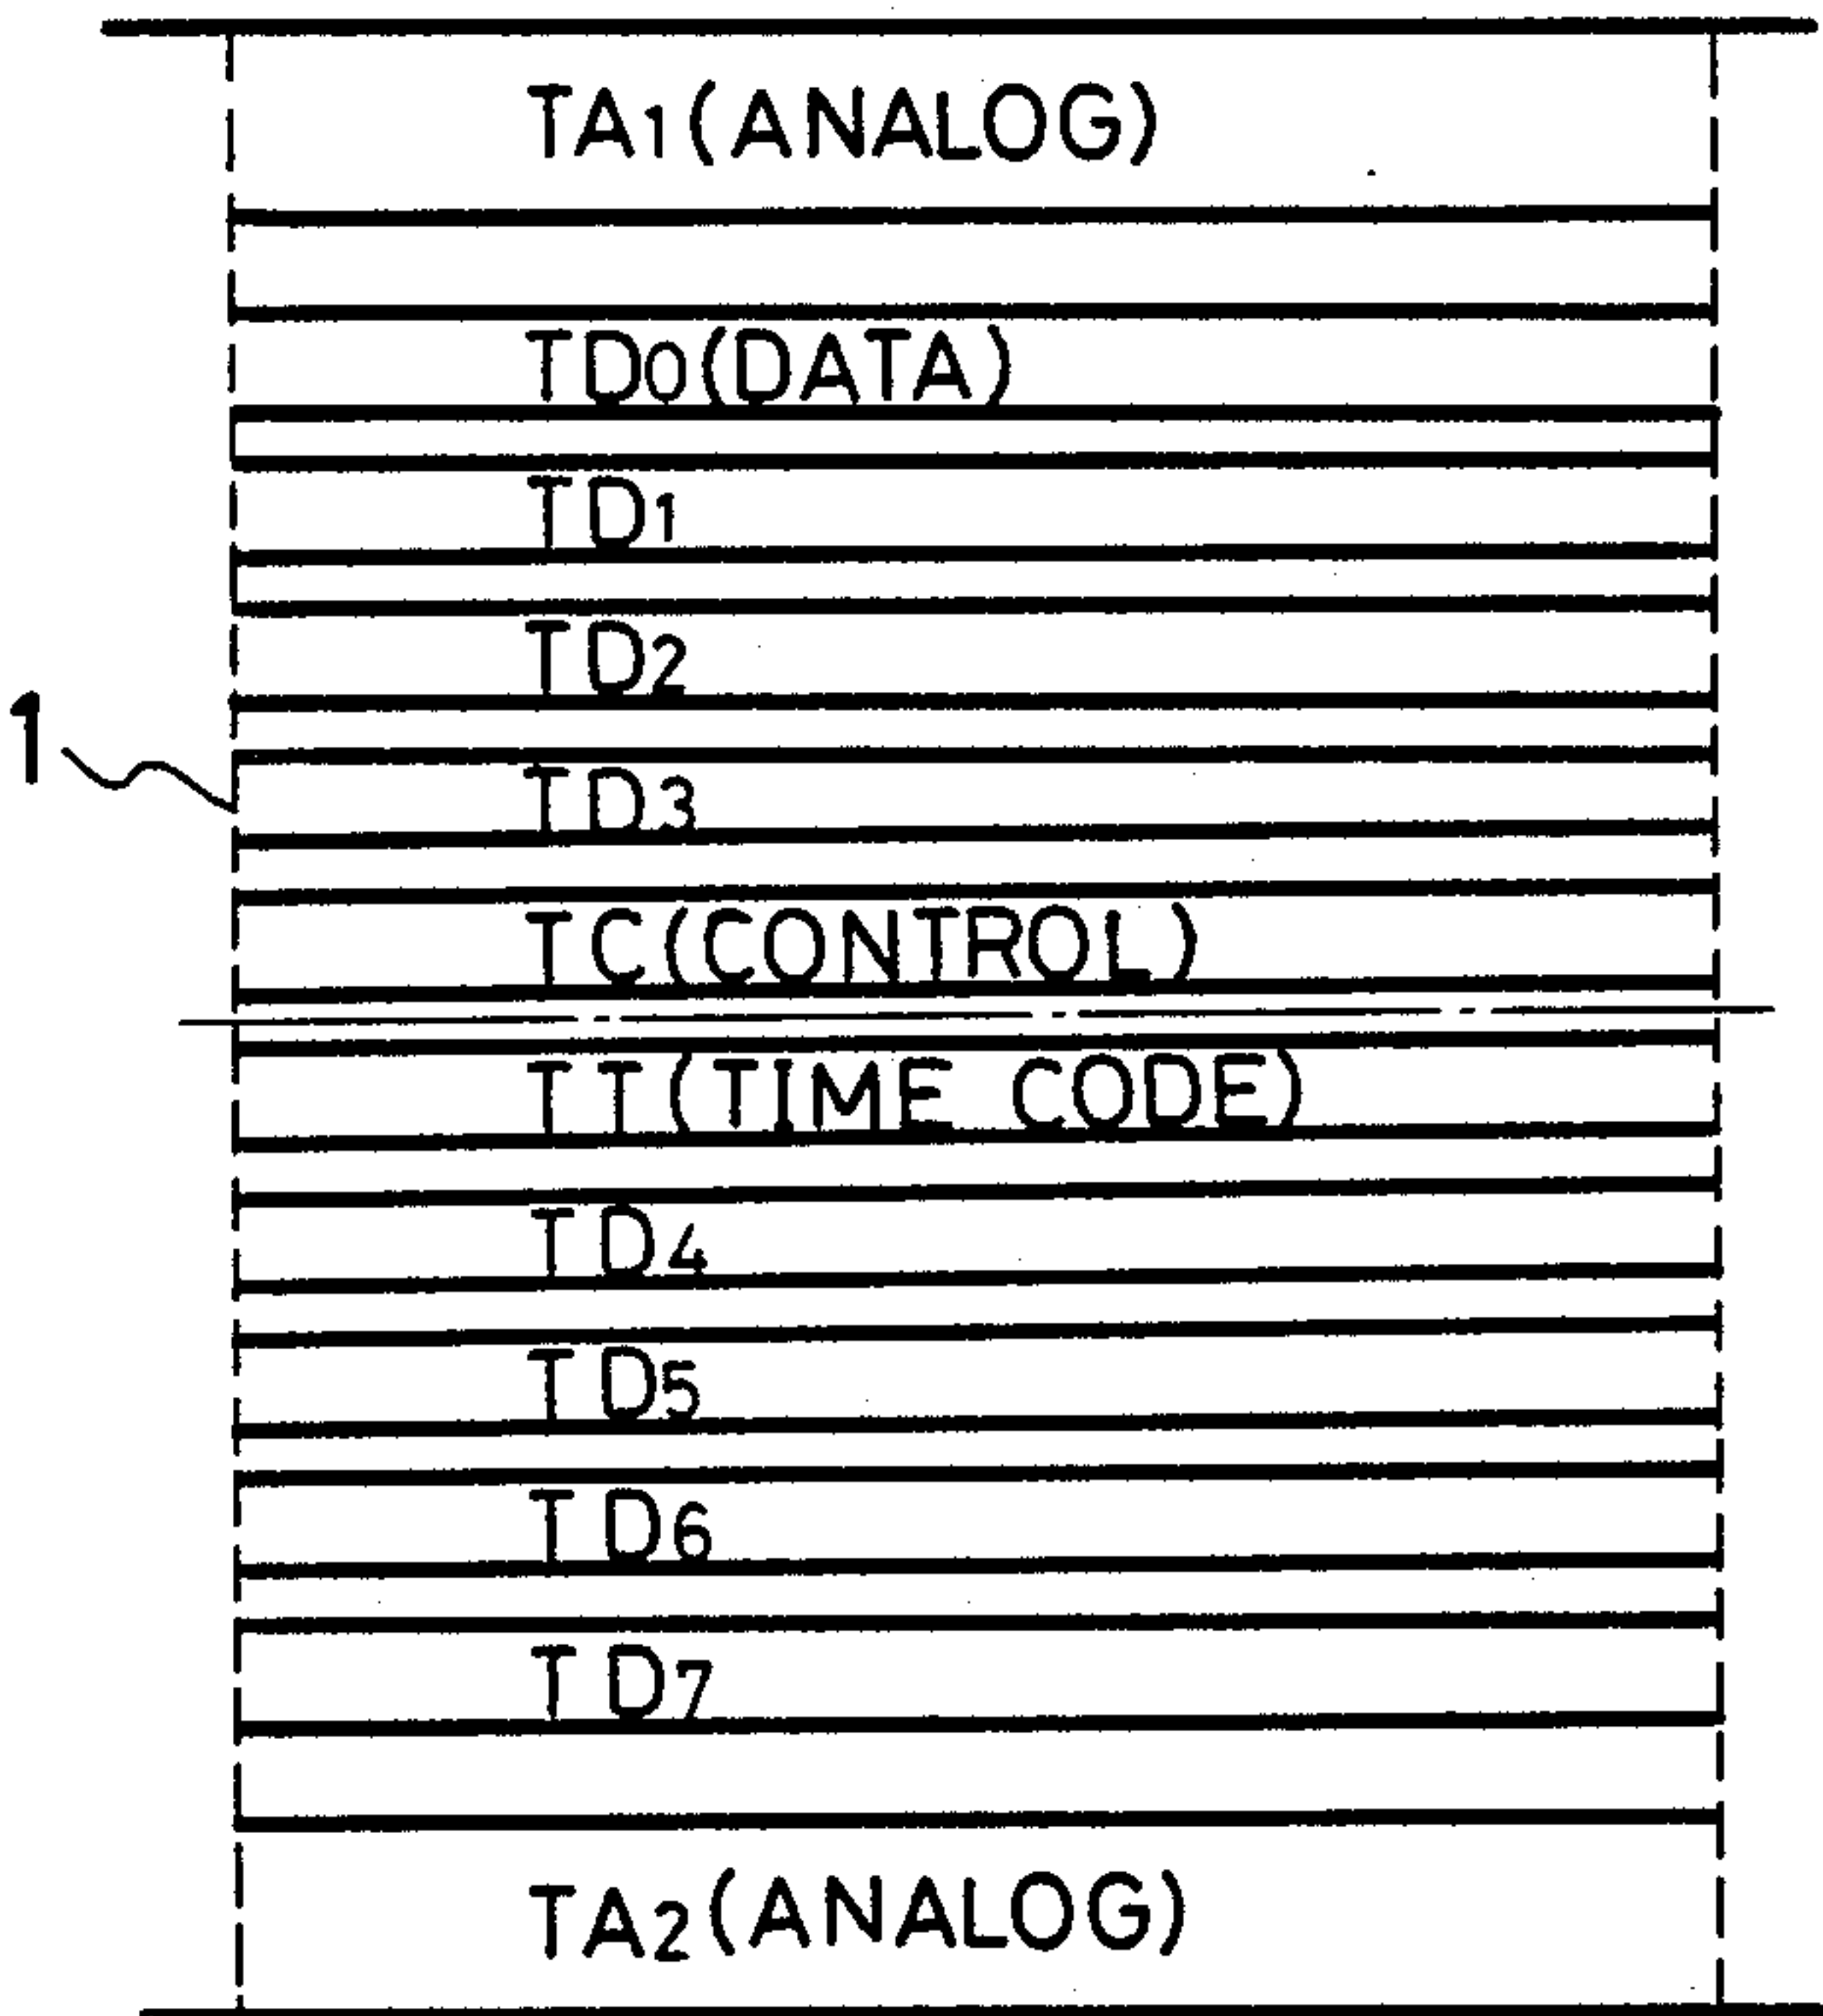 TA1(ANALOG)
TD0(DATA)
TD1
TD2
1
TD3
TC(CONTROL)
TT(TIME CODE)
TD4
TD5
TD6
TD7
TA2(ANALOG)